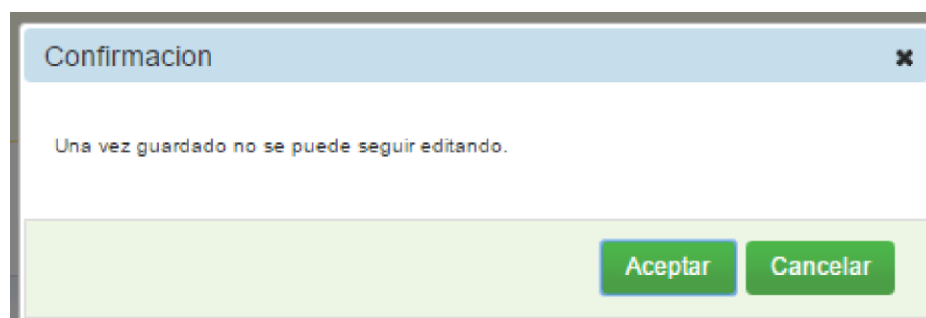 Confirmacion
Una vez guardado no se puede seguir editando.
Aceptar Cancelar